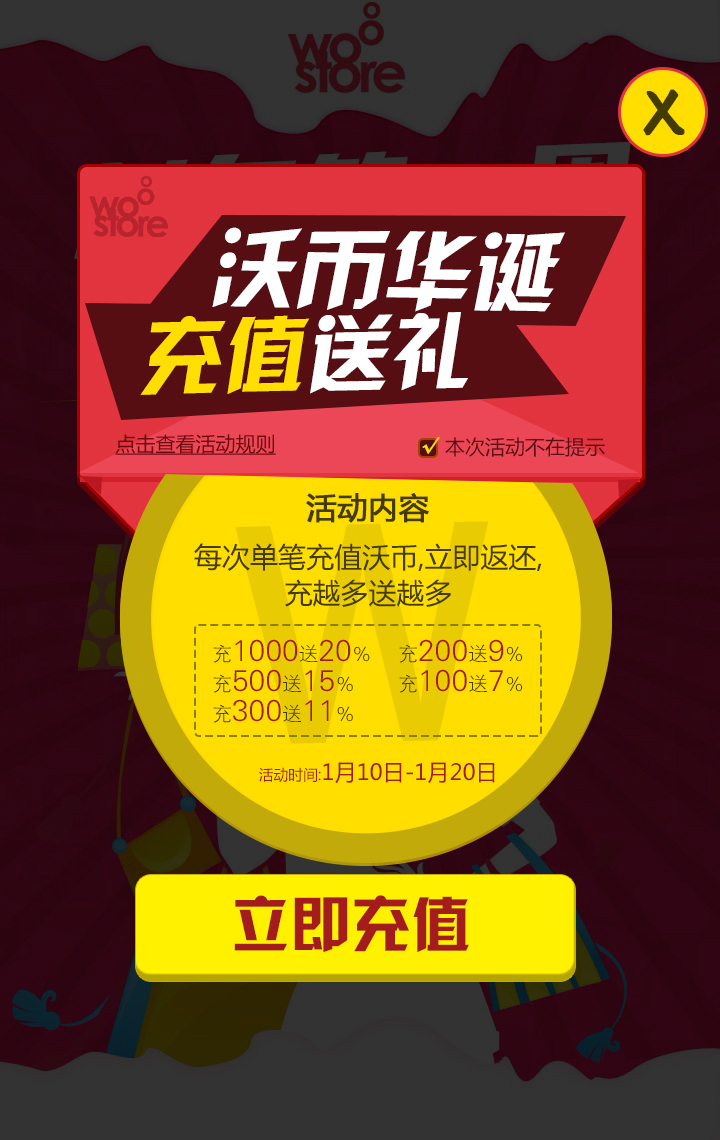 wo
store
X
wo
store
沃币华诞
充值送礼
点击查看活动规则
本次活动不在提示
活动内容
每次单笔充值沃币,立即返还,
充越多送越多
充1000送20% 充200送9%
充500送15% 充100送7%
充300送11%
活动时间:1月10日-1月20日
立即充值